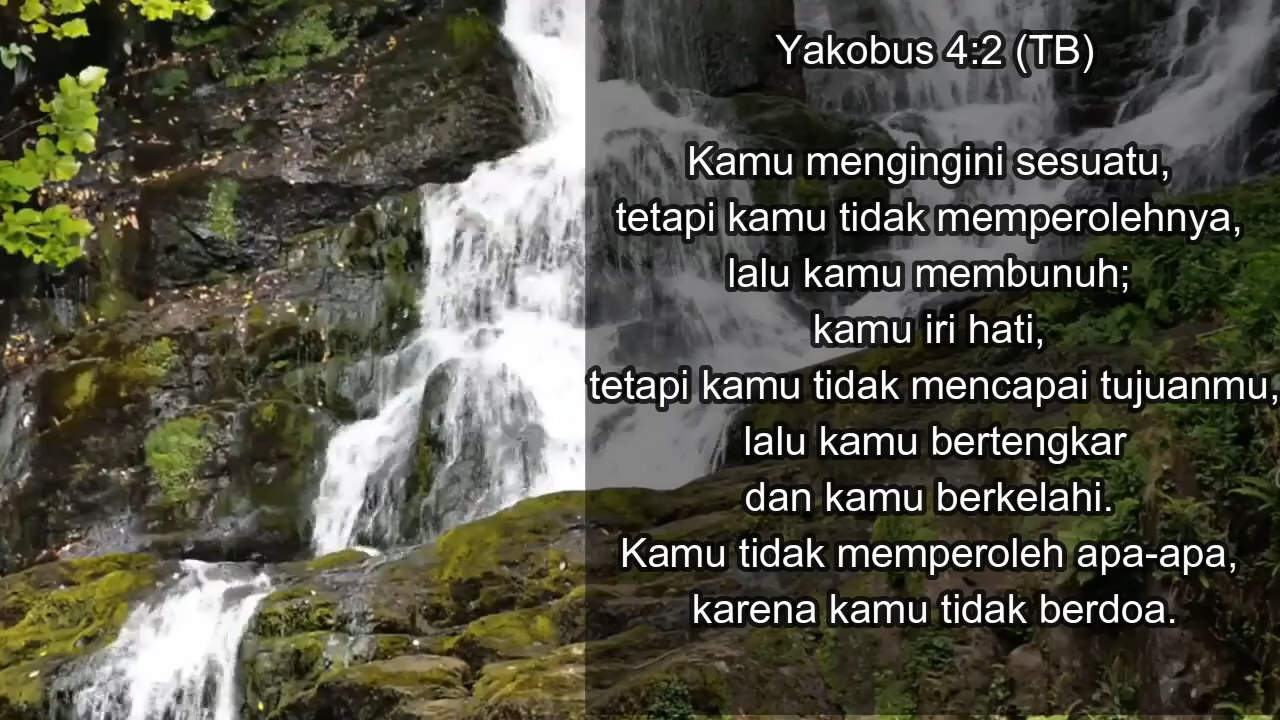 Yakobus 4:2 (TB)
Kamu mengingini sesuatu,
tetapi kamu tidak memperolehnya,
lalu kamu membunuh;
kamu iri hati,
tetapi kamu tidak mencapai tujuanmu,
lalu kamu bertengkar
dan kamu berkelahi.
Kamu tidak memperoleh apa-apa,
karena kamu tidak berdoa.